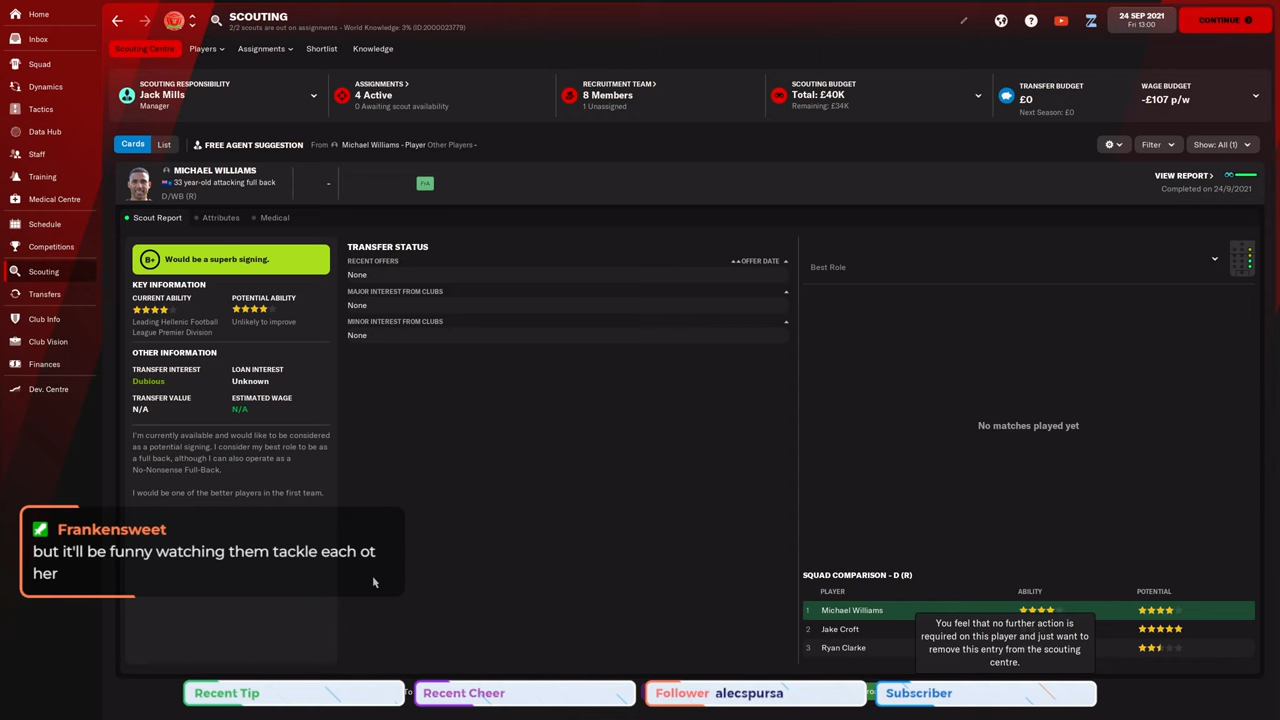 Home
Inbox
Squad
Dynamics
Tactics
Data Hub
Staff
Training
Medical Centre
Schedule
Competitions
Scouting
Transfers
Club Info
Club Vision
Finances
Dev. Centre
SCOUTING
2/2 scouts are out on assignments - World Knowledge: 3% (ID:2000023779)
24 SEP 2021
Fri 13:00
CONTINUE
Scouting Centre
Players
Assignments
Shortlist
Knowledge
SCOUTING RESPONSIBILITY
Jack Mills
Manager
ASSIGNMENTS >
4 Active
0 Awaiting scout availability
RECRUITMENT TEAM >
8 Members
1 Unassigned
SCOUTING BUDGET
Total: £40K
Remaining: £34K
TRANSFER BUDGET
£0
Next Season: £0
WAGE BUDGET
-£107 p/w
Cards
List
FREE AGENT SUGGESTION
From Michael Williams - Player Other Players -
Filter
Show: All (1)
MICHAEL WILLIAMS
33 year-old attacking full back
D/WB (R)
-
FrA
VIEW REPORT >
Completed on 24/9/2021
Scout Report
Attributes
Medical
B+ Would be a superb signing.
KEY INFORMATION
CURRENT ABILITY
POTENTIAL ABILITY
Leading Hellenic Football
League Premier Division
Unlikely to improve
OTHER INFORMATION
TRANSFER INTEREST
Dubious
LOAN INTEREST
Unknown
TRANSFER VALUE
N/A
ESTIMATED WAGE
N/A
I'm currently available and would like to be considered
as a potential signing. I consider my best role to be as
a full back, although I can also operate as a
No-Nonsense Full-Back.
I would be one of the better players in the first team.
TRANSFER STATUS
RECENT OFFERS
OFFER DATE
None
MAJOR INTEREST FROM CLUBS
None
MINOR INTEREST FROM CLUBS
None
Best Role
No matches played yet
SQUAD COMPARISON - D (R)
PLAYER ABILITY POTENTIAL
1 Michael Williams
2 Jake Croft
3 Ryan Clarke
You feel that no further action is
required on this player and just want to
remove this entry from the scouting
centre.
Frankensweet
but it'll be funny watching them tackle each ot
her
Recent Tip
Recent Cheer
Follower alecspursa
Subscriber